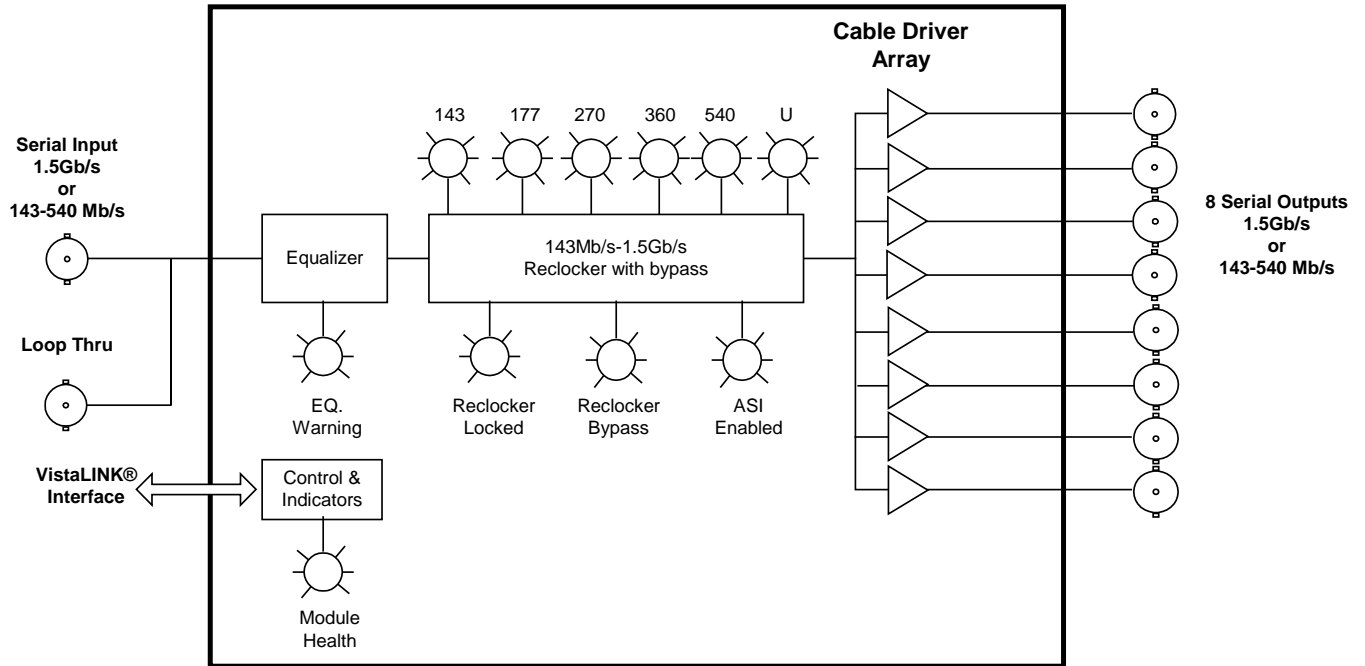 Cable Driver
Array
143
177
270
360
540
U
Serial Input
1.5Gb/s
or
143-540 Mb/s
Equalizer
143Mb/s-1.5Gb/s
Reclocker with bypass
8 Serial Outputs
1.5Gb/s
or
143-540 Mb/s
Loop Thru
EQ.
Warning
Reclocker
Locked
Reclocker
Bypass
ASI
Enabled
VistaLINK®
Interface
Control &
Indicators
Module
Health